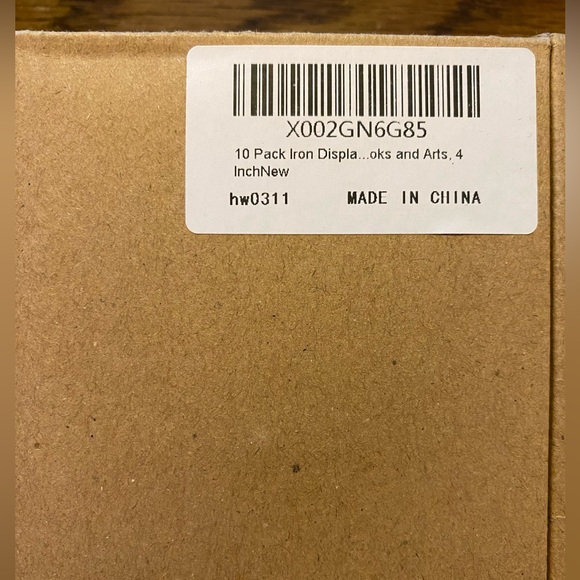 X002GN6G85
10 Pack Iron Displa...oks and Arts, 4
InchNew
hw0311 MADE IN CHINA